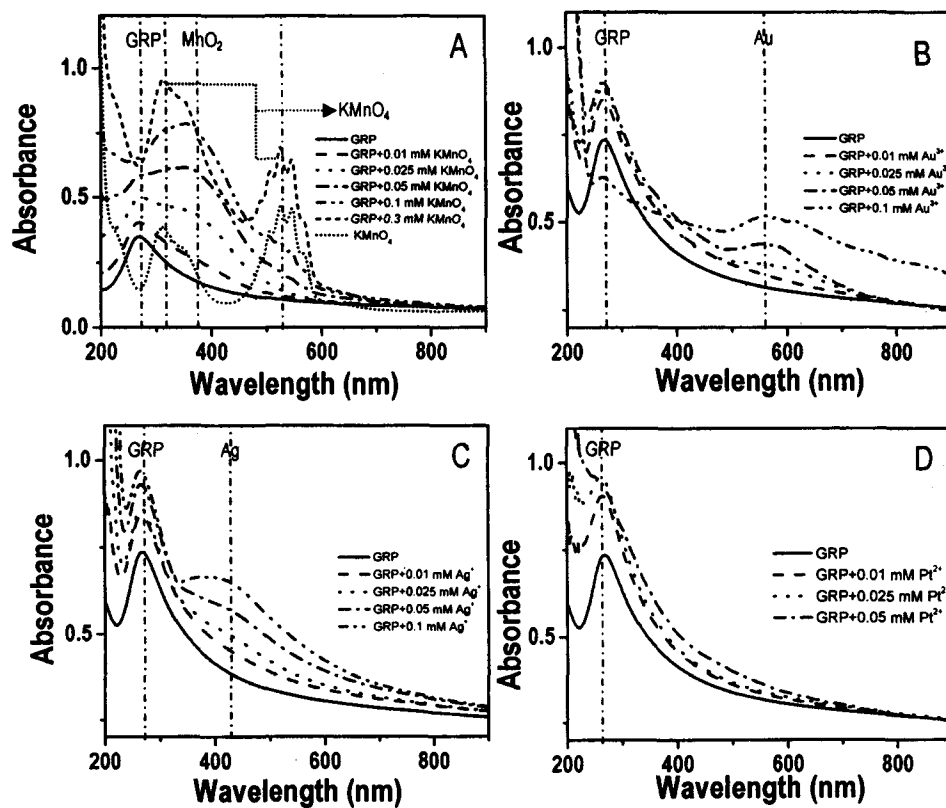 A
GRP
MnO₂
KMnO₄
GRP
GRP+0.01 mM KMnO₄
GRP+0.025 mM KMnO₄
GRP+0.05 mM KMnO₄
GRP+0.1 mM KMnO₄
GRP+0.3 mM KMnO₄
KMnO₄
Absorbance
1.0
0.5
0.0
200
400
600
800
Wavelength (nm)
B
GRP
Au
GRP
GRP+0.01 mM Au³⁺
GRP+0.025 mM Au³⁺
GRP+0.05 mM Au³⁺
GRP+0.1 mM Au³⁺
Absorbance
1.0
0.5
200
400
600
800
Wavelength (nm)
C
GRP
Ag
GRP
GRP+0.01 mM Ag⁺
GRP+0.025 mM Ag⁺
GRP+0.05 mM Ag⁺
GRP+0.1 mM Ag⁺
Absorbance
1.0
0.5
200
400
600
800
Wavelength (nm)
D
GRP
GRP
GRP+0.01 mM Pt²⁺
GRP+0.025 mM Pt²⁺
GRP+0.05 mM Pt²⁺
Absorbance
1.0
0.5
200
400
600
800
Wavelength (nm)